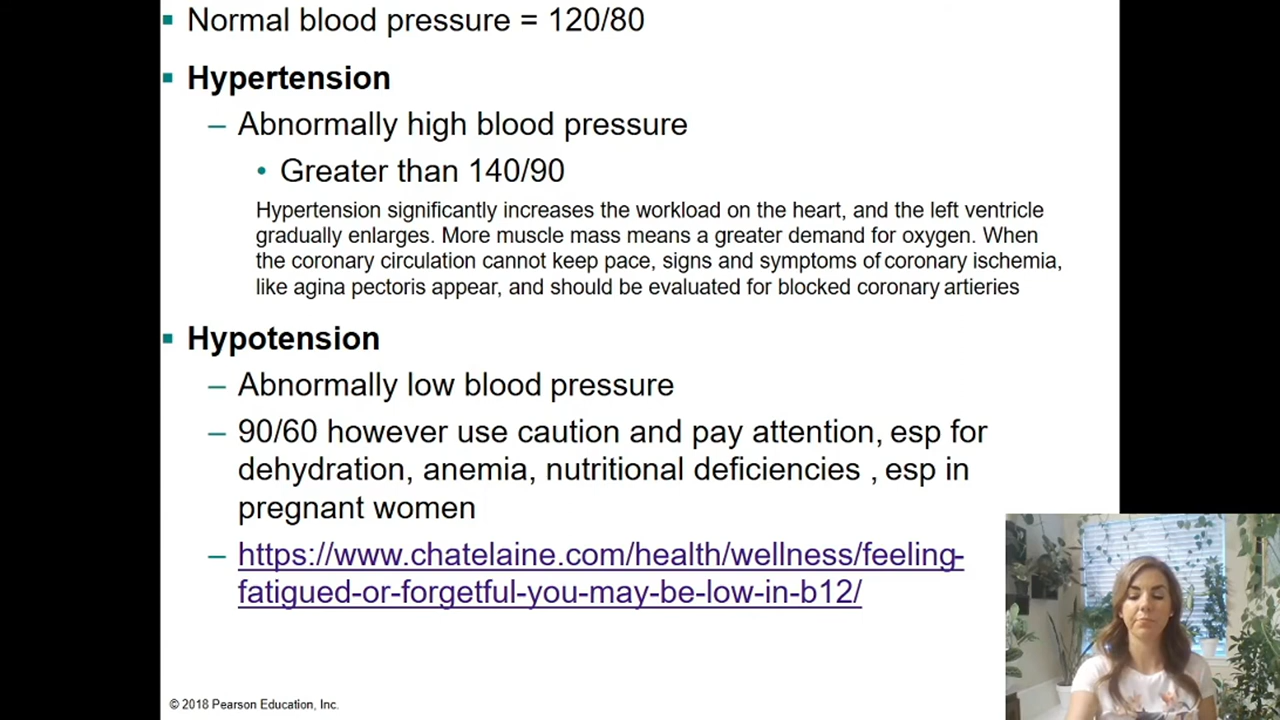 Normal blood pressure = 120/80
Hypertension
– Abnormally high blood pressure
• Greater than 140/90
Hypertension significantly increases the workload on the heart, and the left ventricle
gradually enlarges. More muscle mass means a greater demand for oxygen. When
the coronary circulation cannot keep pace, signs and symptoms of coronary ischemia,
like agina pectoris appear, and should be evaluated for blocked coronary artieries
Hypotension
– Abnormally low blood pressure
– 90/60 however use caution and pay attention, esp for
dehydration, anemia, nutritional deficiencies , esp in
pregnant women
– https://www.chatelaine.com/health/wellness/feeling-
fatigued-or-forgetful-you-may-be-low-in-b12/
© 2018 Pearson Education, Inc.